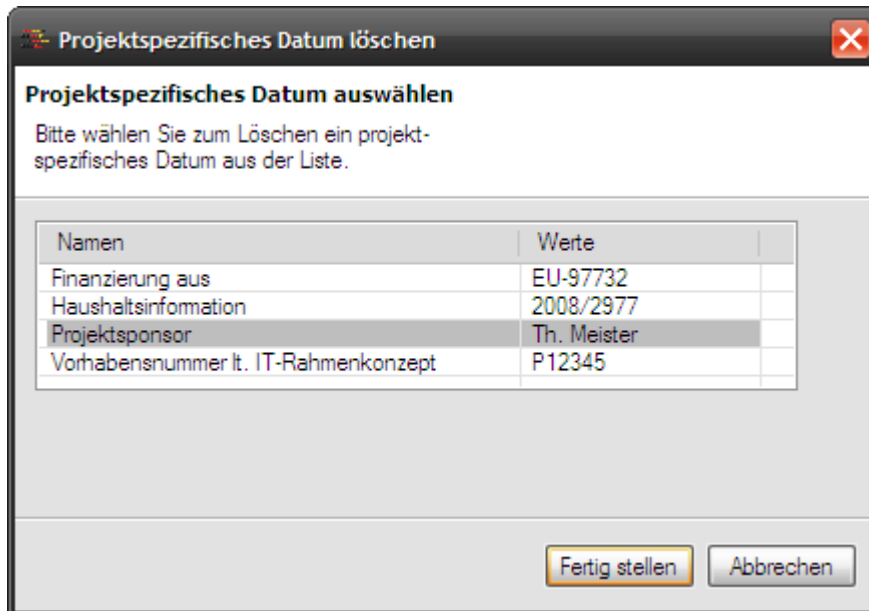 Projektspezifisches Datum löschen
Projektspezifisches Datum auswählen
Bitte wählen Sie zum Löschen ein projekt-
spezifisches Datum aus der Liste.
Namen Werte
Finanzierung aus EU-97732
Haushaltsinformation 2008/2977
Projektsponsor Th. Meister
Vorhabensnummer lt. IT-Rahmenkonzept P12345
Fertig stellen Abbrechen